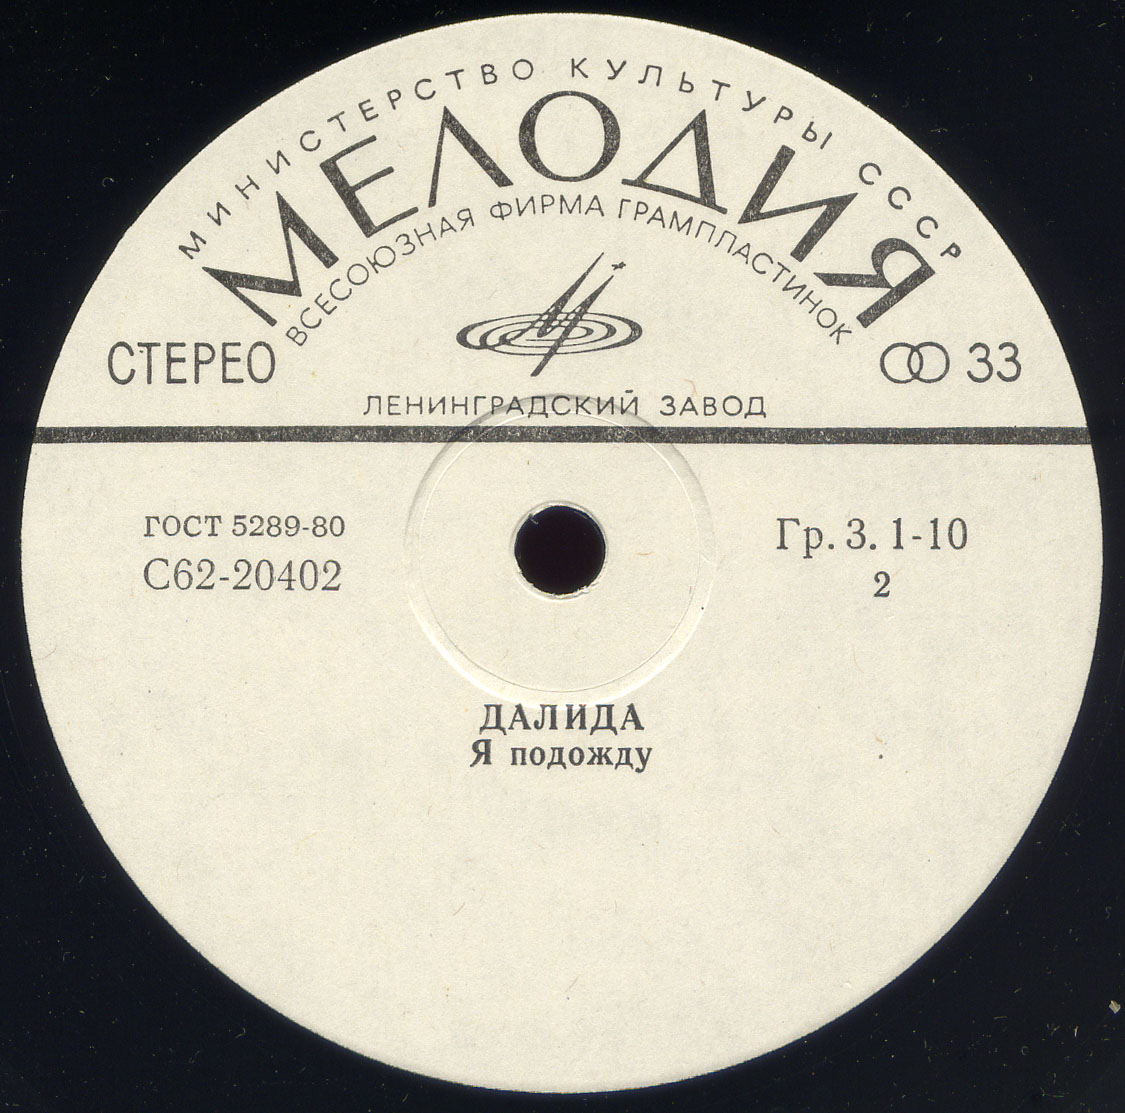 МИНИСТЕРСТВО КУЛЬТУРЫ СССР
МЕЛОДИЯ
ВСЕСОЮЗНАЯ ФИРМА ГРАМПЛАСТИНОК
СТЕРЕО
33
ЛЕНИНГРАДСКИЙ ЗАВОД
ГОСТ 5289-80
С62-20402
Гр. 3. 1-10
2
ДАЛИДА
Я подожду